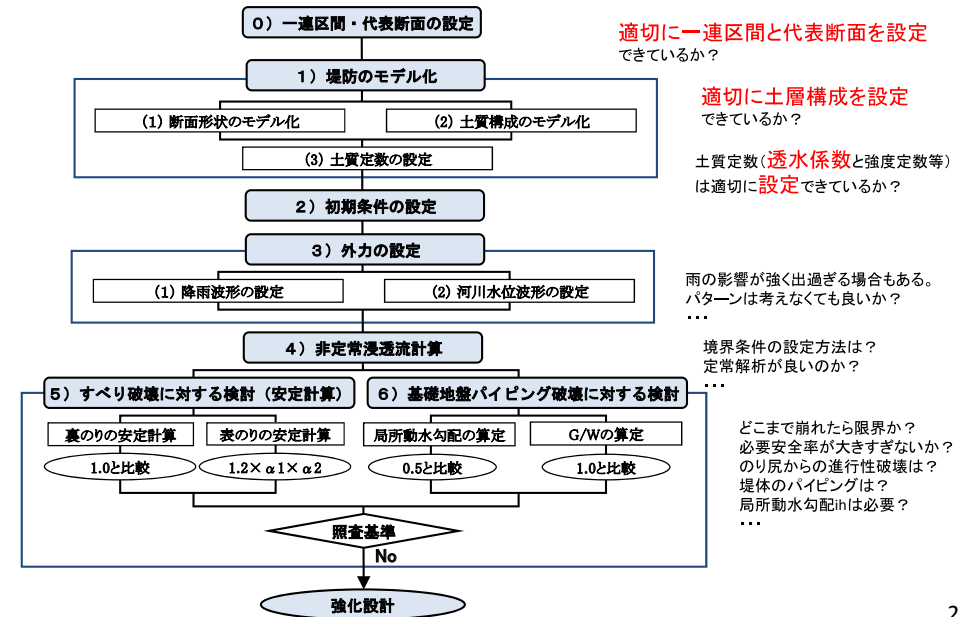 0）一連区間・代表断面の設定
適切に一連区間と代表断面を設定
できているか？
1）堤防のモデル化
(1) 断面形状のモデル化
(2) 土質構成のモデル化
(3) 土質定数の設定
適切に土層構成を設定
できているか？
土質定数（透水係数と強度定数等）
は適切に設定できているか？
2）初期条件の設定
3）外力の設定
(1) 降雨波形の設定
(2) 河川水位波形の設定
雨の影響が強く出過ぎる場合もある。
パターンは考えなくても良いか？
…
4）非定常浸透流計算
境界条件の設定方法は？
定常解析が良いのか？
…
5）すべり破壊に対する検討（安定計算）
6）基礎地盤パイピング破壊に対する検討
裏のりの安定計算
表のりの安定計算
局所動水勾配の算定
G/Wの算定
1.0と比較
1.2×α1×α2
0.5と比較
1.0と比較
どこまで崩れたら限界か？
必要安全率が大きすぎないか？
のり尻からの進行性破壊は？
堤体のパイピングは？
局所動水勾配ihは必要？
…
照査基準
No
強化設計
2